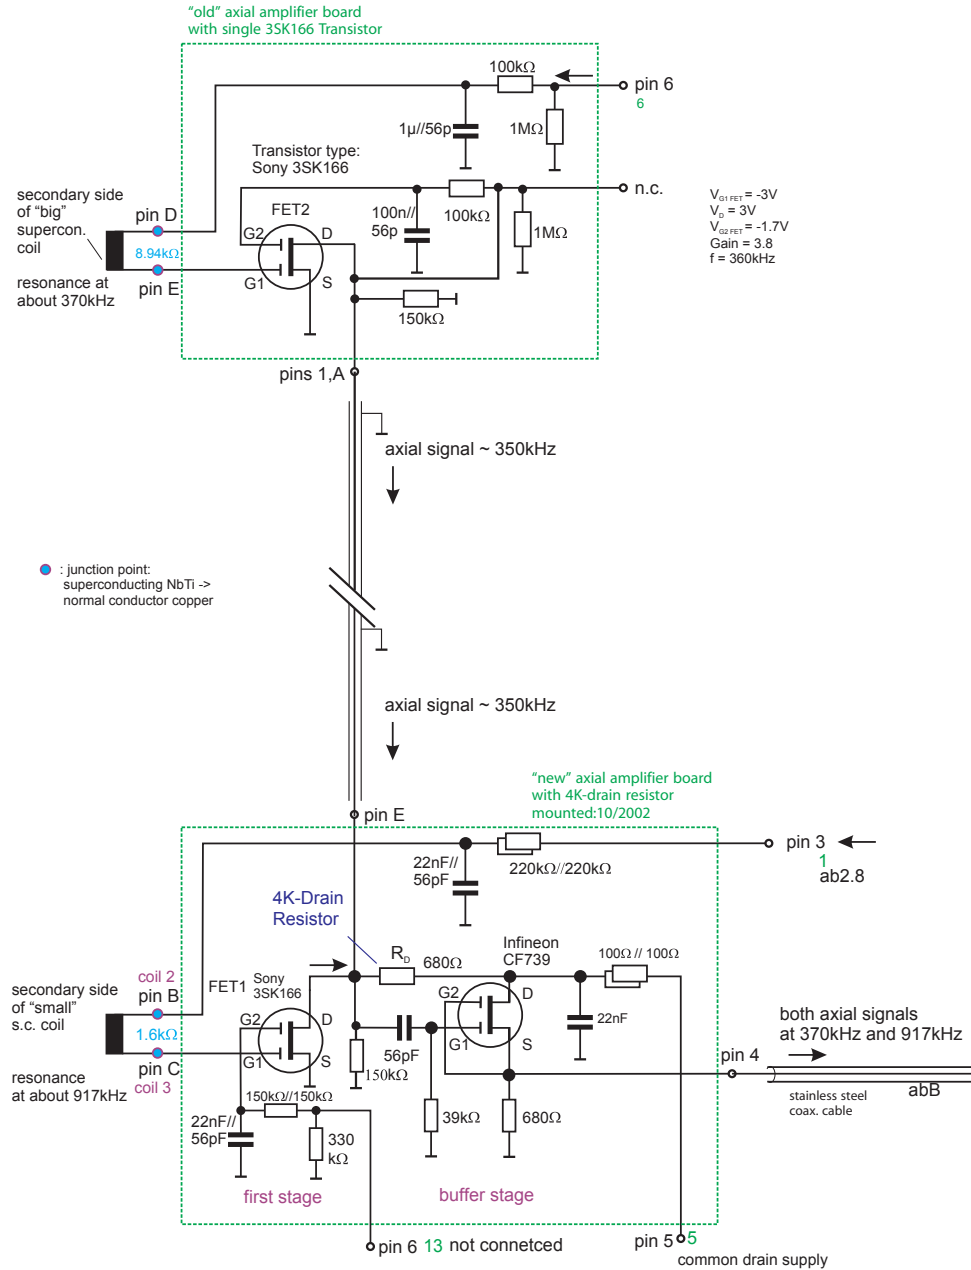 "old" axial amplifier board
with single 3SK166 Transistor
100kΩ
pin 6
6
1µ//56p
1MΩ
Transistor type:
Sony 3SK166
n.c.
secondary side
of "big"
supercon.
coil
pin D
FET2
100n//
56p
100kΩ
1MΩ
V_G1 FET = -3V
V_D = 3V
V_G2 FET = -1.7V
Gain = 3.8
f = 360kHz
G2
D
8.94kΩ
G1
S
resonance at
about 370kHz
pin E
150kΩ
pins 1,A
axial signal ~ 350kHz
: junction point:
superconducting NbTi ->
normal conductor copper
axial signal ~ 350kHz
"new" axial amplifier board
with 4K-drain resistor
mounted:10/2002
pin E
pin 3
1
ab2.8
22nF//
56pF
220kΩ//220kΩ
4K-Drain
Resistor
R_D
680Ω
Infineon
CF739
100Ω // 100Ω
coil 2
pin B
FET1
Sony
3SK166
secondary side
of "small"
s.c. coil
G2
D
G2
D
22nF
1.6kΩ
G1
S
56pF
G1
S
both axial signals
at 370kHz and 917kHz
pin C
coil 3
150kΩ
pin 4
resonance
at about 917kHz
abB
stainless steel
coax. cable
150kΩ//150kΩ
22nF//
56pF
330
kΩ
39kΩ
680Ω
first stage
buffer stage
pin 6 13 not connetced
pin 5 5
common drain supply